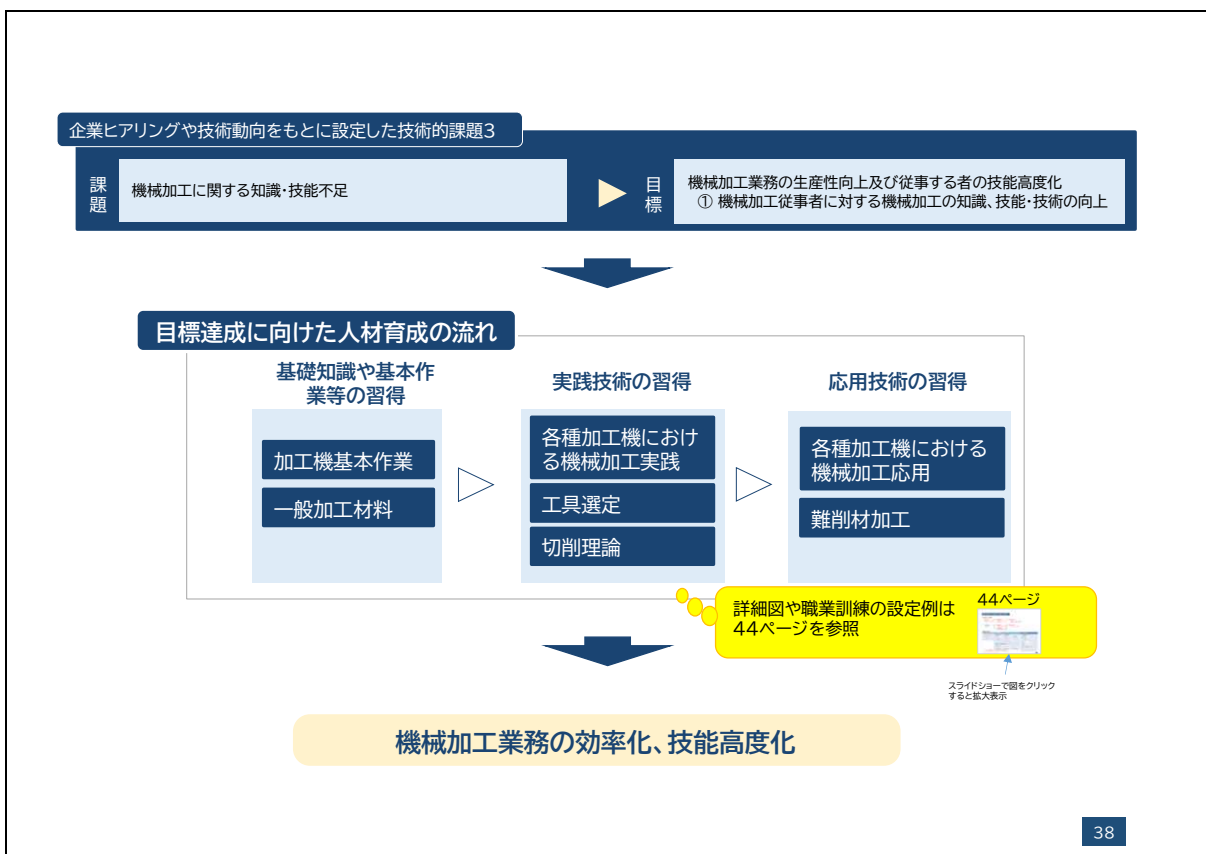 企業ヒアリングや技術動向をもとに設定した技術的課題3
課題
機械加工に関する知識・技能不足
目標
機械加工業務の生産性向上及び従事する者の技能高度化
① 機械加工従事者に対する機械加工の知識、技能・技術の向上
目標達成に向けた人材育成の流れ
基礎知識や基本作
業等の習得
加工機基本作業
一般加工材料
実践技術の習得
各種加工機におけ
る機械加工実践
工具選定
切削理論
応用技術の習得
各種加工機における
機械加工応用
難削材加工
詳細図や職業訓練の設定例は
44ページを参照
44ページ
スライドショーで図をクリック
すると拡大表示
機械加工業務の効率化、技能高度化
38